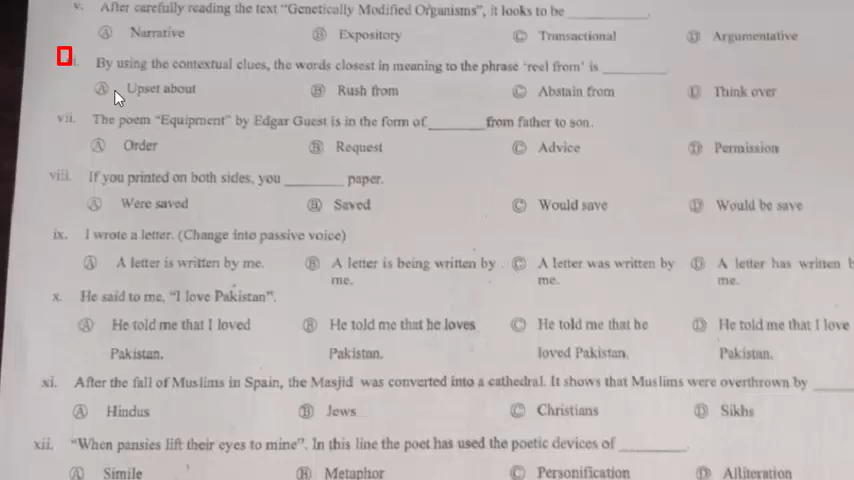 v. After carefully reading the text "Genetically Modified Organisms", it looks to be ________.
Ⓐ Narrative Ⓑ Expository Ⓒ Transactional Ⓓ Argumentative
i. By using the contextual clues, the words closest in meaning to the phrase 'reel from' is ________
Ⓐ Upset about Ⓑ Rush from Ⓒ Abstain from Ⓓ Think over
vii. The poem "Equipment" by Edgar Guest is in the form of _______ from father to son.
Ⓐ Order Ⓑ Request Ⓒ Advice Ⓓ Permission
viii. If you printed on both sides, you _______ paper.
Ⓐ Were saved Ⓑ Saved Ⓒ Would save Ⓓ Would be save
ix. I wrote a letter. (Change into passive voice)
Ⓐ A letter is written by me. Ⓑ A letter is being written by Ⓒ A letter was written by Ⓓ A letter has written
me. me. me.
x. He said to me, "I love Pakistan".
Ⓐ He told me that I loved Ⓑ He told me that he loves Ⓒ He told me that he Ⓓ He told me that I love
Pakistan. Pakistan. loved Pakistan. Pakistan.
xi. After the fall of Muslims in Spain, the Masjid was converted into a cathedral. It shows that Muslims were overthrown by _____
Ⓐ Hindus Ⓑ Jews Ⓒ Christians Ⓓ Sikhs
xii. "When pansies lift their eyes to mine". In this line the poet has used the poetic devices of ________.
Ⓐ Simile Ⓑ Metaphor Ⓒ Personification Ⓓ Alliteration